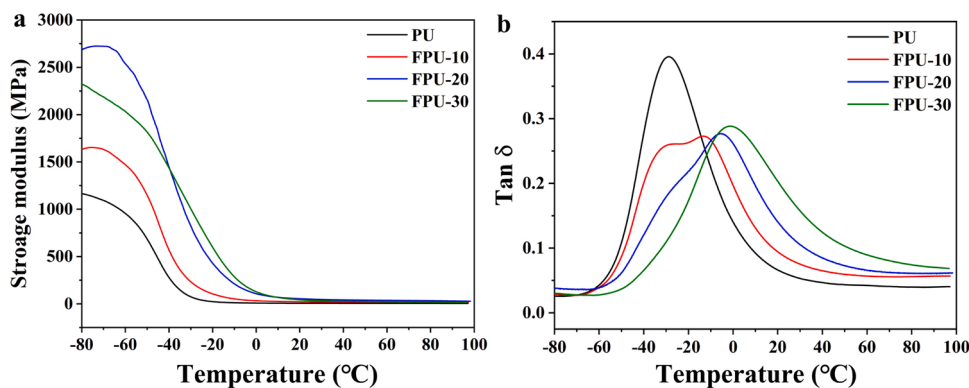 a
Stroage modulus (MPa)
3000
2500
2000
1500
1000
500
0
-80 -60 -40 -20 0 20 40 60 80 100
Temperature (℃)
PU
FPU-10
FPU-20
FPU-30
b
Tan δ
0.4
0.3
0.2
0.1
0.0
-80 -60 -40 -20 0 20 40 60 80 100
Temperature (℃)
PU
FPU-10
FPU-20
FPU-30